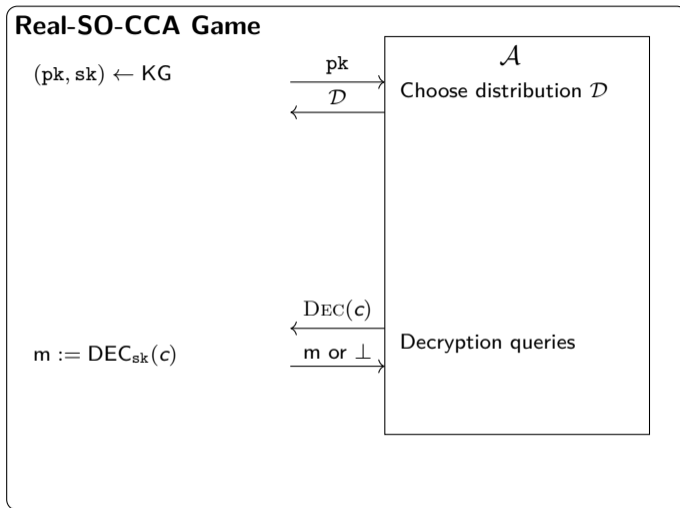 Real-SO-CCA Game
(pk, sk) ← KG
pk
𝒟
𝒜
Choose distribution 𝒟
DEC(c)
m := DEC_sk(c)
m or ⊥
Decryption queries